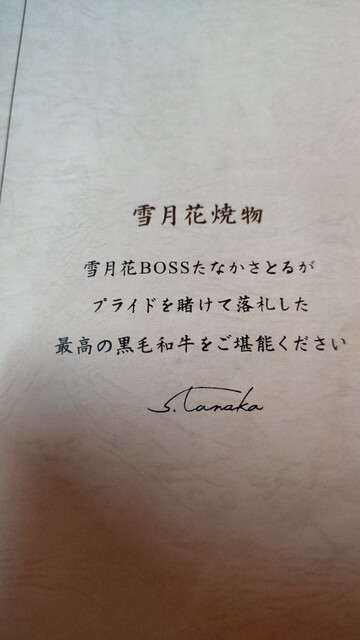 雪月花焼物
雪月花BOSSたなかさとるが
プライドを賭けて落札した
最高の黒毛和牛をご堪能ください
S.Tanaka